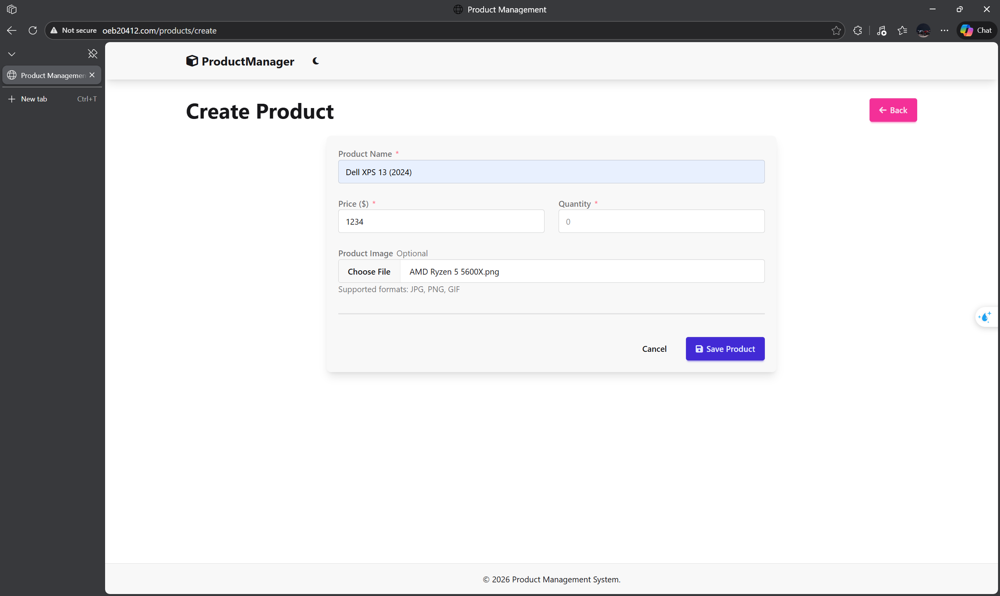 Product Management
Not secure oeb20412.com/products/create
Chat
Product Managemen
New tab Ctrl+T
ProductManager
Create Product
Back
Product Name *
Dell XPS 13 (2024)
Price ($) * Quantity *
1234 0
Product Image Optional
Choose File AMD Ryzen 5 5600X.png
Supported formats: JPG, PNG, GIF
Cancel Save Product
© 2026 Product Management System.